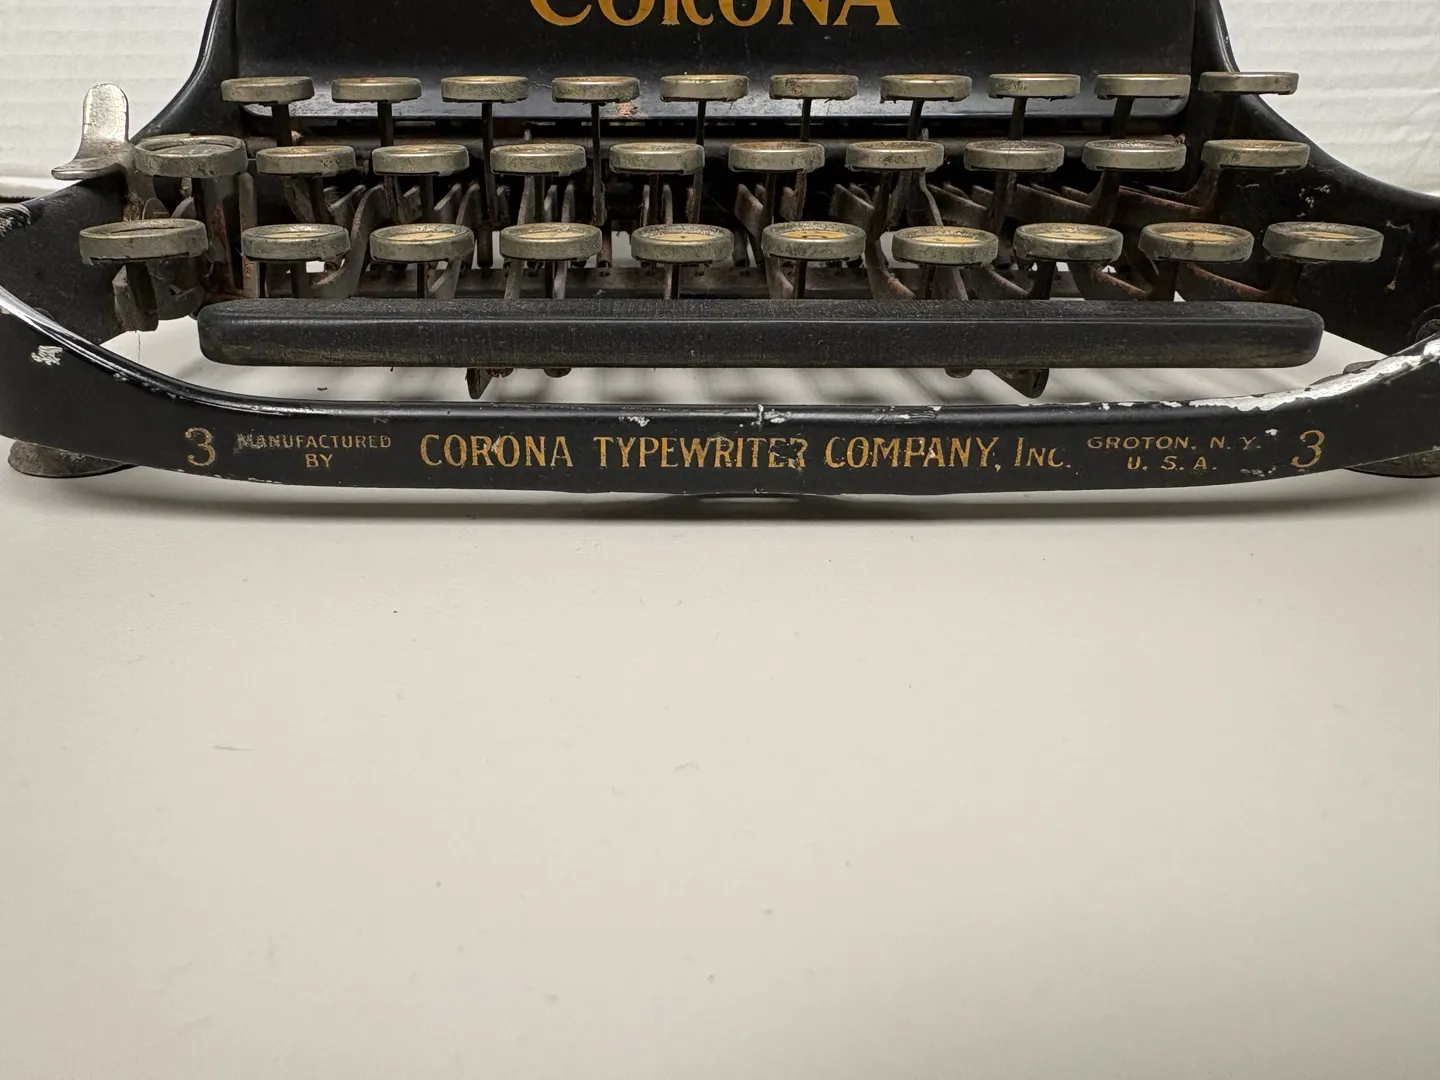 CORONA
3 MANUFACTURED BY CORONA TYPEWRITER COMPANY, INC. GROTON, N. Y. U. S. A. 3